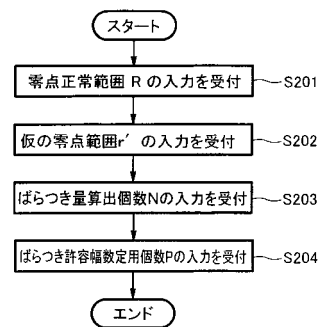 スタート
零点正常範囲Rの入力を受付 S201
仮の零点範囲r′の入力を受付 S202
ばらつき量算出個数Nの入力を受付 S203
ばらつき許容幅数定用個数Pの入力を受付 S204
エンド